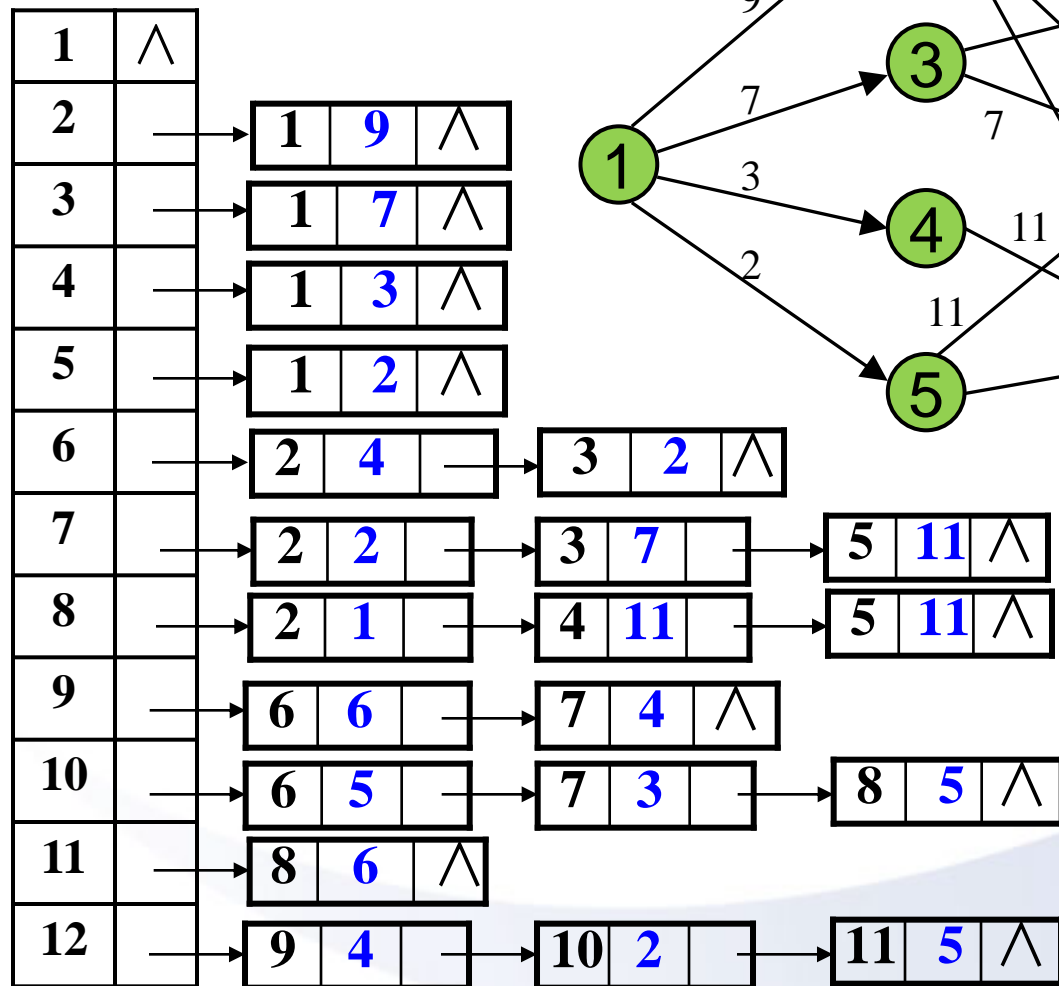 1 ∧
2 1 9 ∧
3 1 7 ∧
4 1 3 ∧
5 1 2 ∧
6 2 4 3 2 ∧
7 2 2 3 7 5 11 ∧
8 2 1 4 11 5 11 ∧
9 6 6 7 4 ∧
10 6 5 7 3 8 5 ∧
11 8 6 ∧
12 9 4 10 2 11 5 ∧
9
3
7
7
1
3
4
11
2
11
5